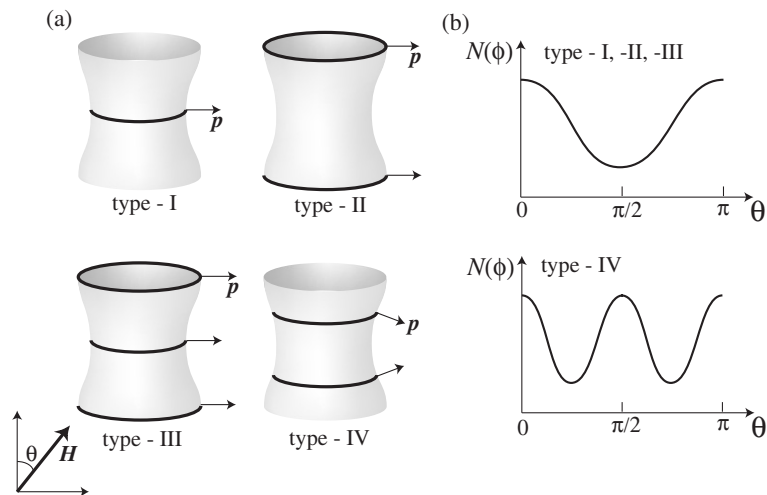 (a)
p
type - I
p
type - II
p
type - III
p
type - IV
θ
H
(b)
N(ϕ)
type - I, -II, -III
0
π/2
π
θ
N(ϕ)
type - IV
0
π/2
π
θ